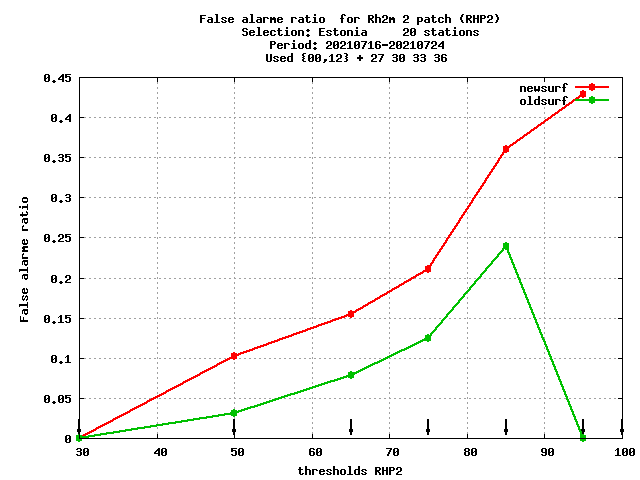 False alarme ratio  for Rh2m 2 patch (RHP2)
Selection: Estonia     20 stations
Period: 20210716-20210724
Used {00,12} + 27 30 33 36
newsurf
oldsurf
0.45
0.4
0.35
0.3
0.25
0.2
0.15
0.1
0.05
0
False alarme ratio
30 40 50 60 70 80 90 100
thresholds RHP2